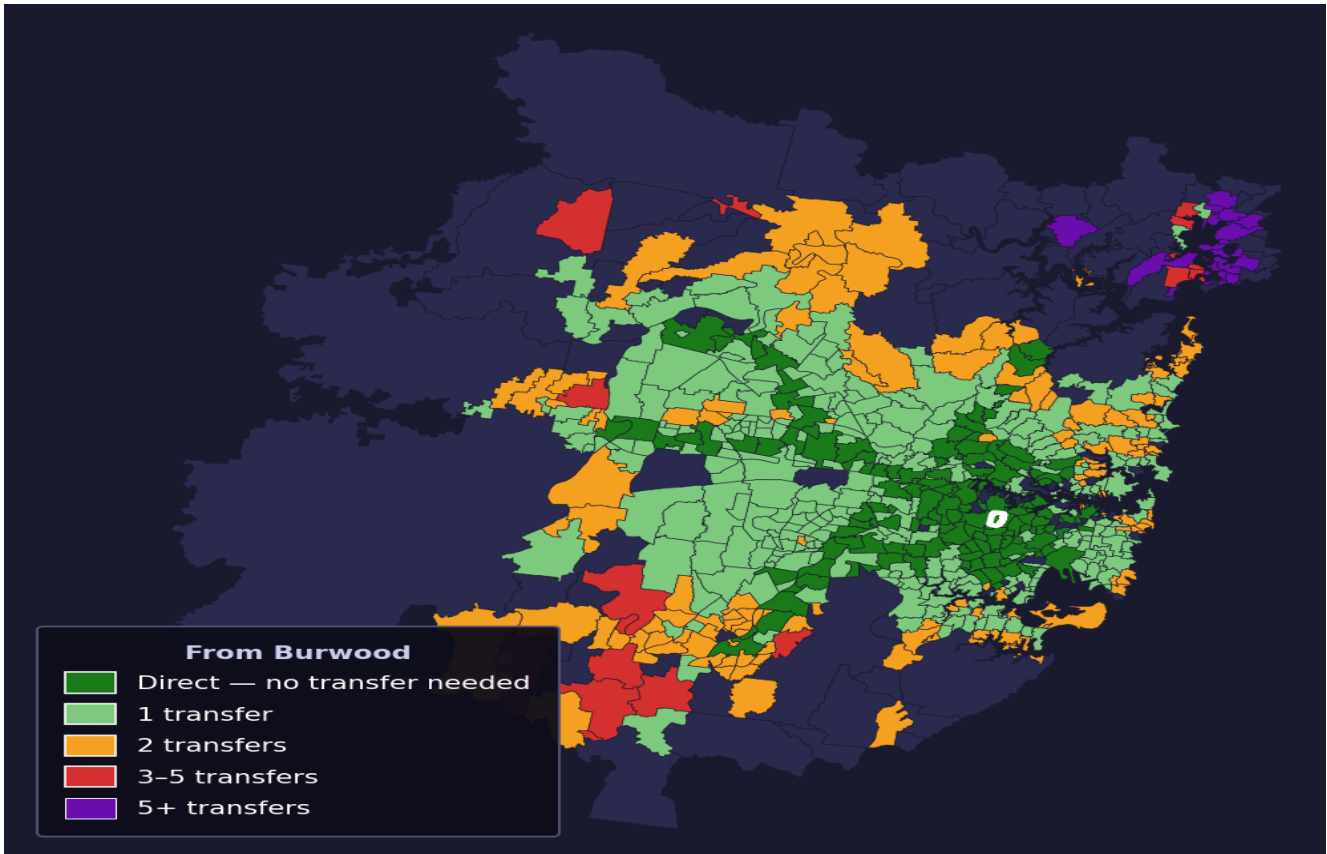 From Burwood
Direct — no transfer needed
1 transfer
2 transfers
3–5 transfers
5+ transfers